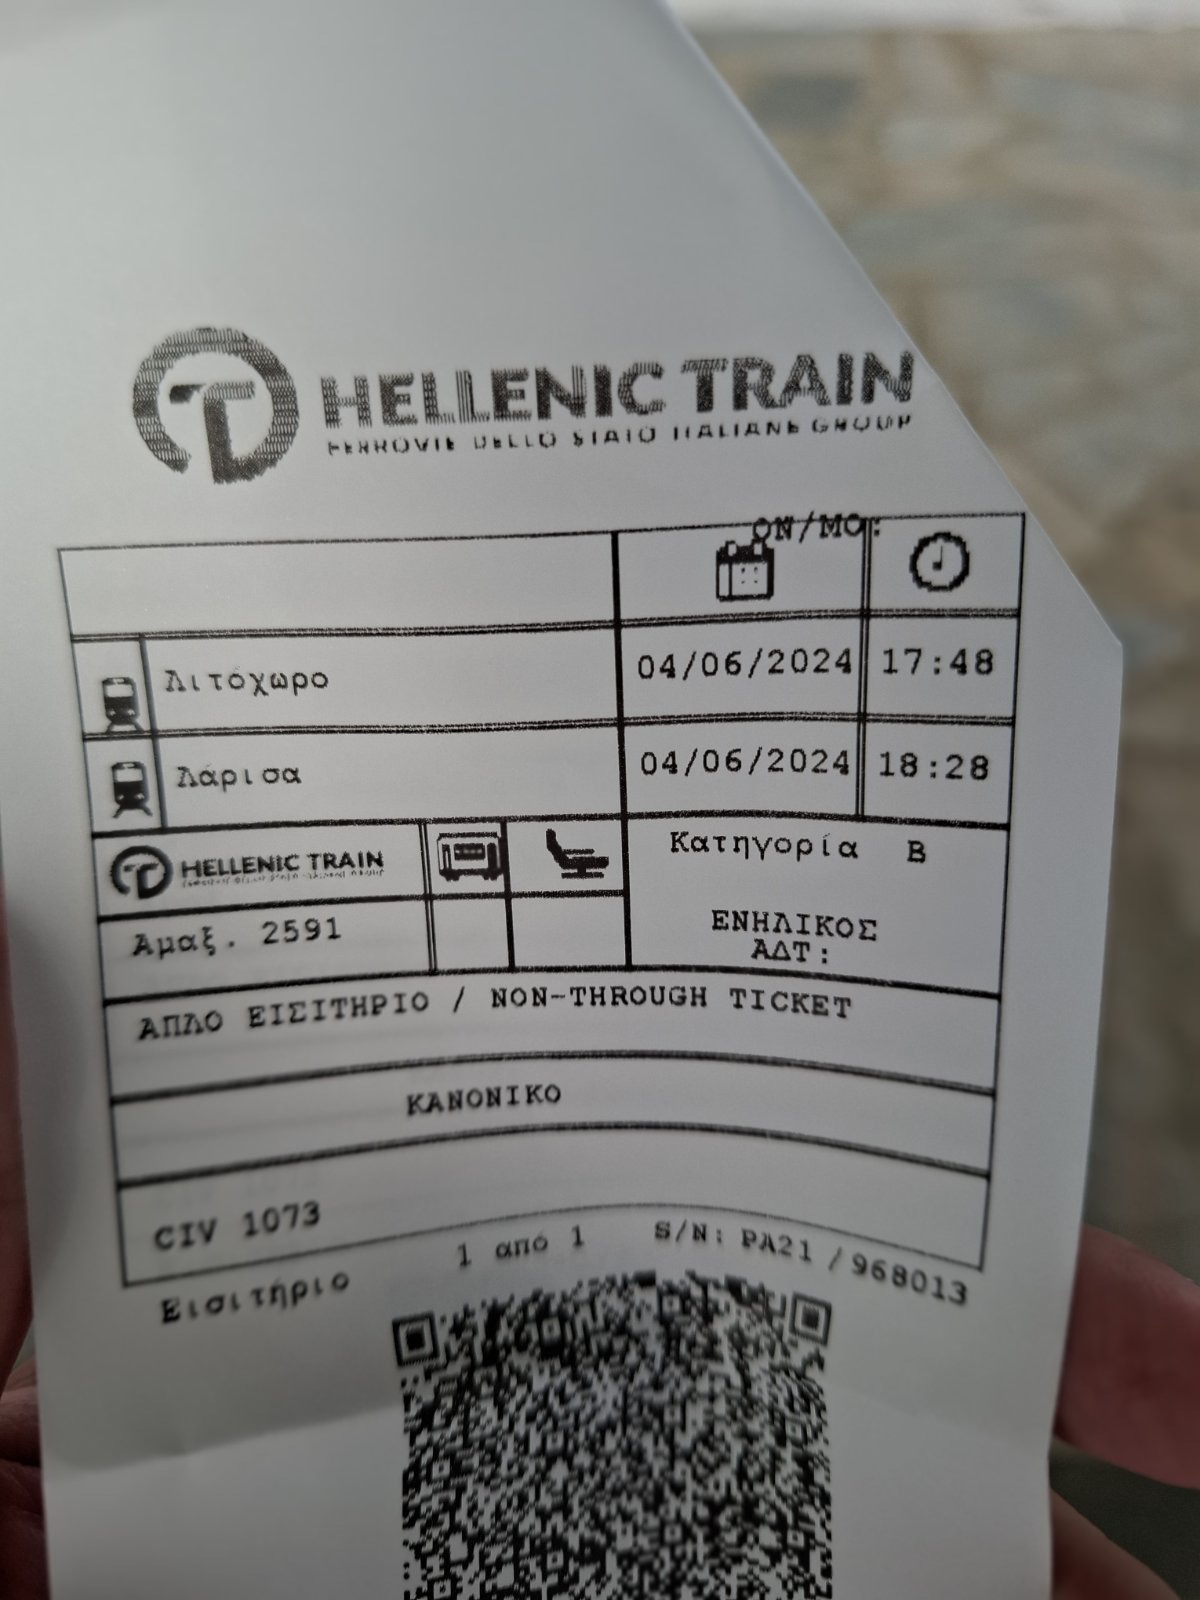 HELLENIC TRAIN
FERROVIE DELLO STATO ITALIANE GROUP
ΟΝ/ΜΟ:
Λιτόχωρο 04/06/2024 17:48
Λάρισα 04/06/2024 18:28
HELLENIC TRAIN
Κατηγορία Β
Αμαξ. 2591
ΕΝΗΛΙΚΟΣ
ΑΔΤ:
ΑΠΛΟ ΕΙΣΙΤΗΡΙΟ / NON-THROUGH TICKET
ΚΑΝΟΝΙΚΟ
CIV 1073
Εισιτήριο 1 από 1 S/N: PA21 / 968013